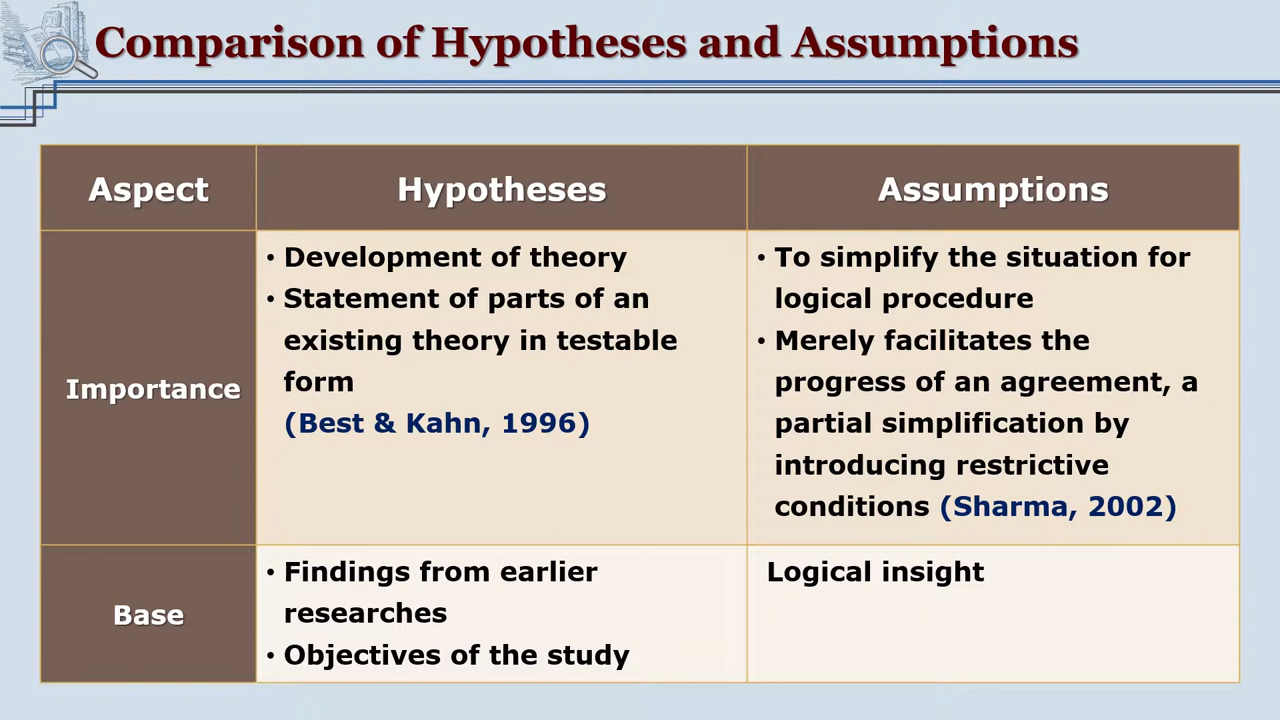 Comparison of Hypotheses and Assumptions
Aspect
Hypotheses
Assumptions
Importance
• Development of theory
• Statement of parts of an
existing theory in testable
form
(Best & Kahn, 1996)
• To simplify the situation for
logical procedure
• Merely facilitates the
progress of an agreement, a
partial simplification by
introducing restrictive
conditions (Sharma, 2002)
Base
• Findings from earlier
researches
• Objectives of the study
Logical insight